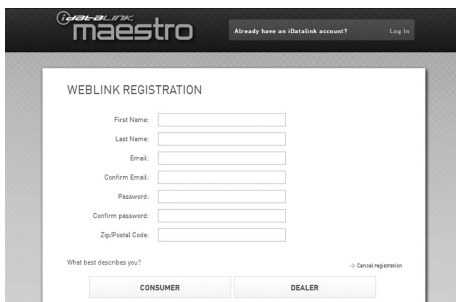 iDatalink.
maestro
Already have an iDatalink account? Log In
WEBLINK REGISTRATION
First Name:
Last Name:
Email:
Confirm Email:
Password:
Confirm password:
Zip/Postal Code:
What best describes you?
→ Cancel registration
CONSUMER DEALER